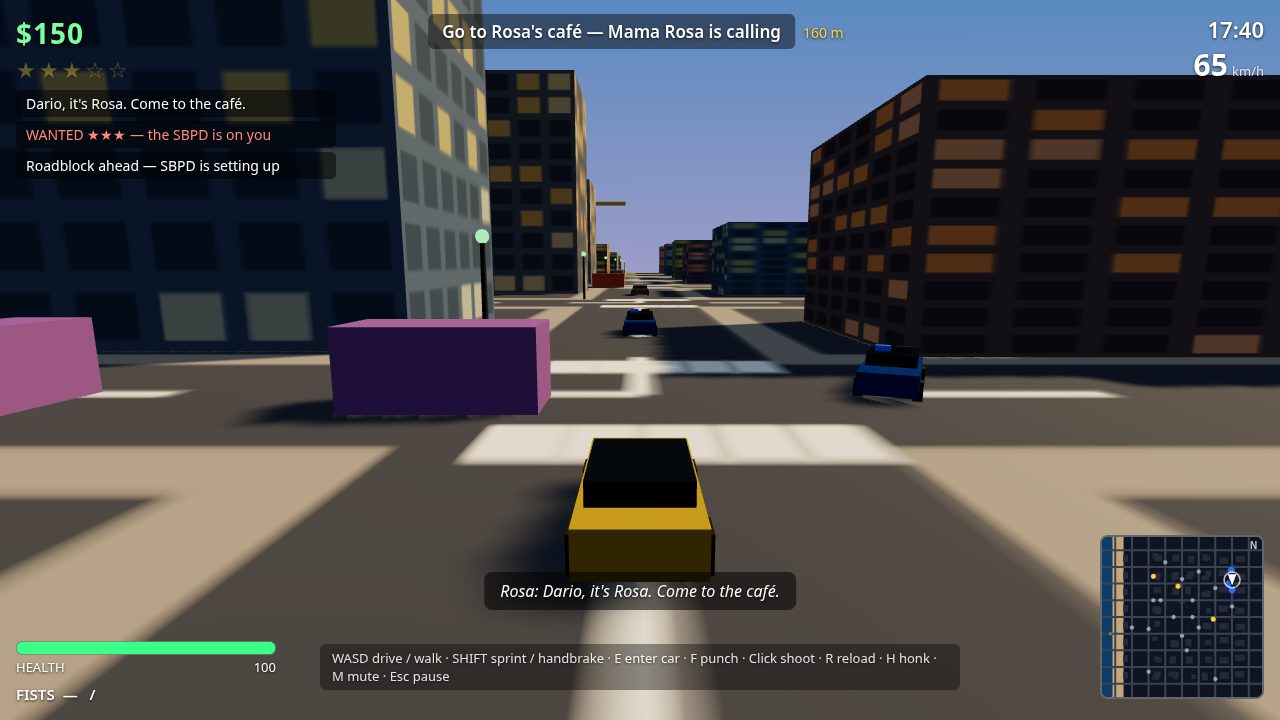 $150
Go to Rosa's café — Mama Rosa is calling
160 m
17:40
65 km/h
★★★☆☆
Dario, it's Rosa. Come to the café.
WANTED ★★★ — the SBPD is on you
Roadblock ahead — SBPD is setting up
N
Rosa: Dario, it's Rosa. Come to the café.
HEALTH 100
FISTS — /
WASD drive / walk · SHIFT sprint / handbrake · E enter car · F punch · Click shoot · R reload · H honk ·
M mute · Esc pause